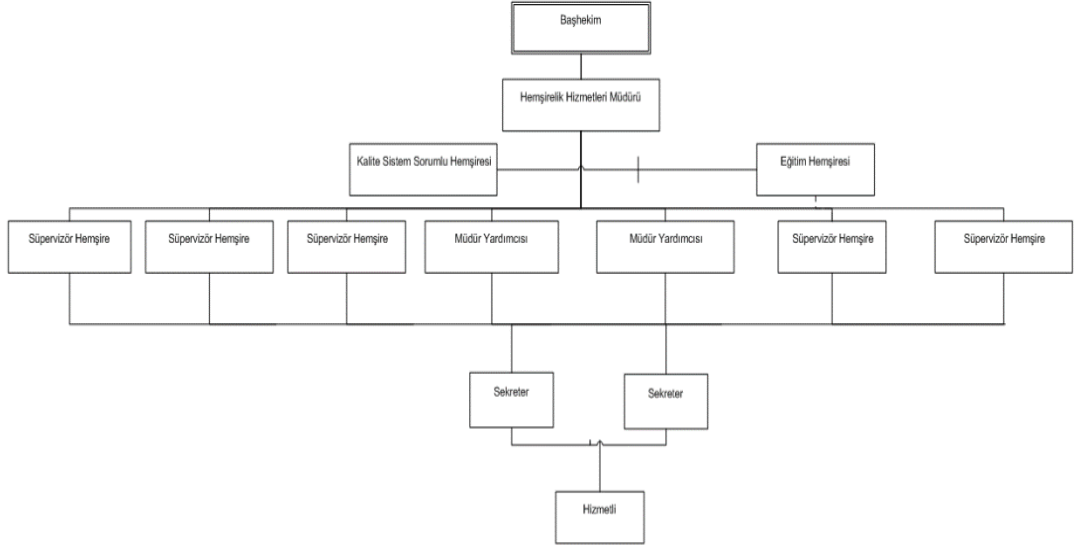 Başhekim
Hemşirelik Hizmetleri Müdürü
Kalite Sistem Sorumlu Hemşiresi
Eğitim Hemşiresi
Süpervizör Hemşire
Süpervizör Hemşire
Süpervizör Hemşire
Müdür Yardımcısı
Müdür Yardımcısı
Süpervizör Hemşire
Süpervizör Hemşire
Sekreter
Sekreter
Hizmetli